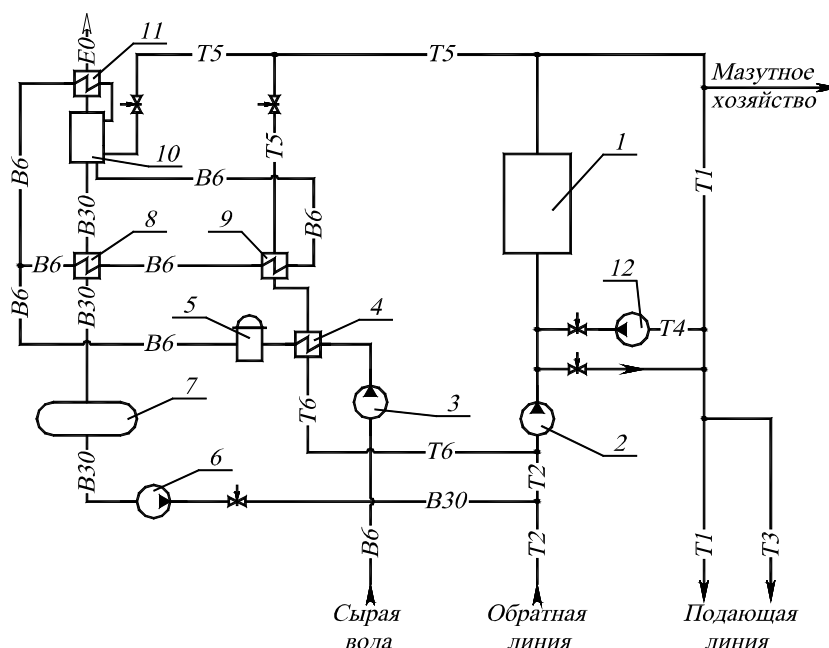 11
E0
T5
T5
Мазутное
хозяйство
10
1
B6
B30
B6
T5
B6
T1
8
9
12
B6
B6
B6
B30
5
4
T4
B6
7
T6
3
2
B30
6
T6
T2
B30
B6
T2
T1
T3
Сырая
вода
Обратная
линия
Подающая
линия